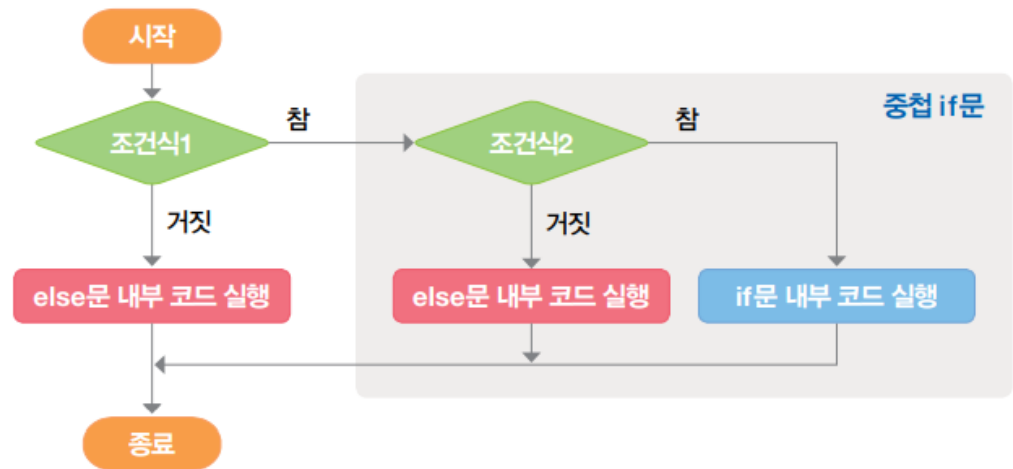 시작
중첩 if문
조건식1
참
조건식2
참
거짓
거짓
else문 내부 코드 실행
else문 내부 코드 실행
if문 내부 코드 실행
종료